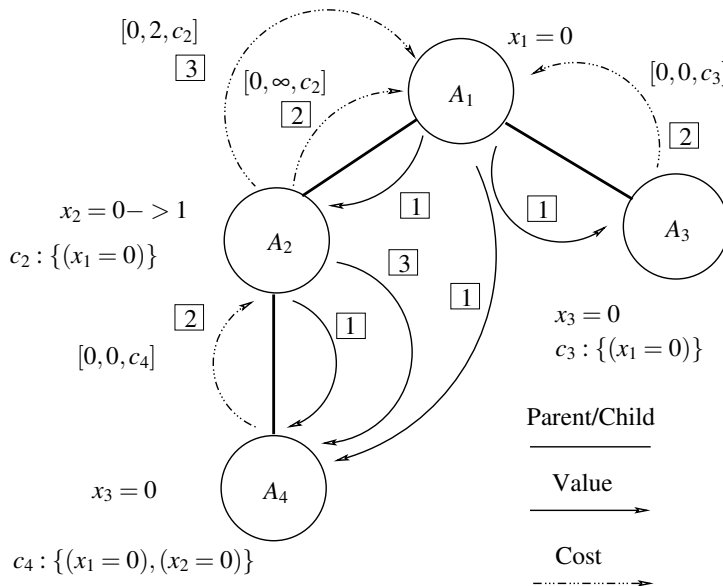 [0, 2, c₂]
3
x₁ = 0
[0, ∞, c₂]
2
A₁
[0, 0, c₃]
2
1
1
x₂ = 0− > 1
c₂ : {(x₁ = 0)}
A₂
A₃
3
2
1
1
x₃ = 0
c₃ : {(x₁ = 0)}
[0, 0, c₄]
Parent/Child
x₃ = 0
A₄
Value
c₄ : {(x₁ = 0), (x₂ = 0)}
Cost